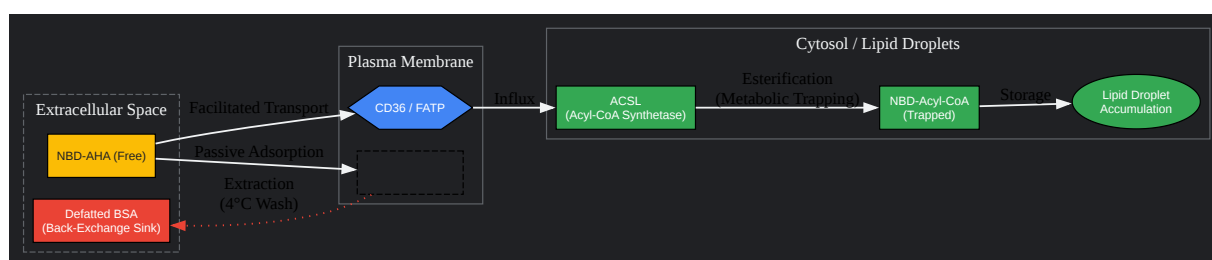 Cytosol / Lipid Droplets
Plasma Membrane
Extracellular Space
Facilitated Transport
CD36 / FATP
Influx
ACSL
(Acyl-CoA Synthetase)
Esterification
(Metabolic Trapping)
NBD-Acyl-CoA
(Trapped)
Storage
Lipid Droplet
Accumulation
NBD-AHA (Free)
Passive Adsorption
Extraction
(4°C Wash)
Defatted BSA
(Back-Exchange Sink)